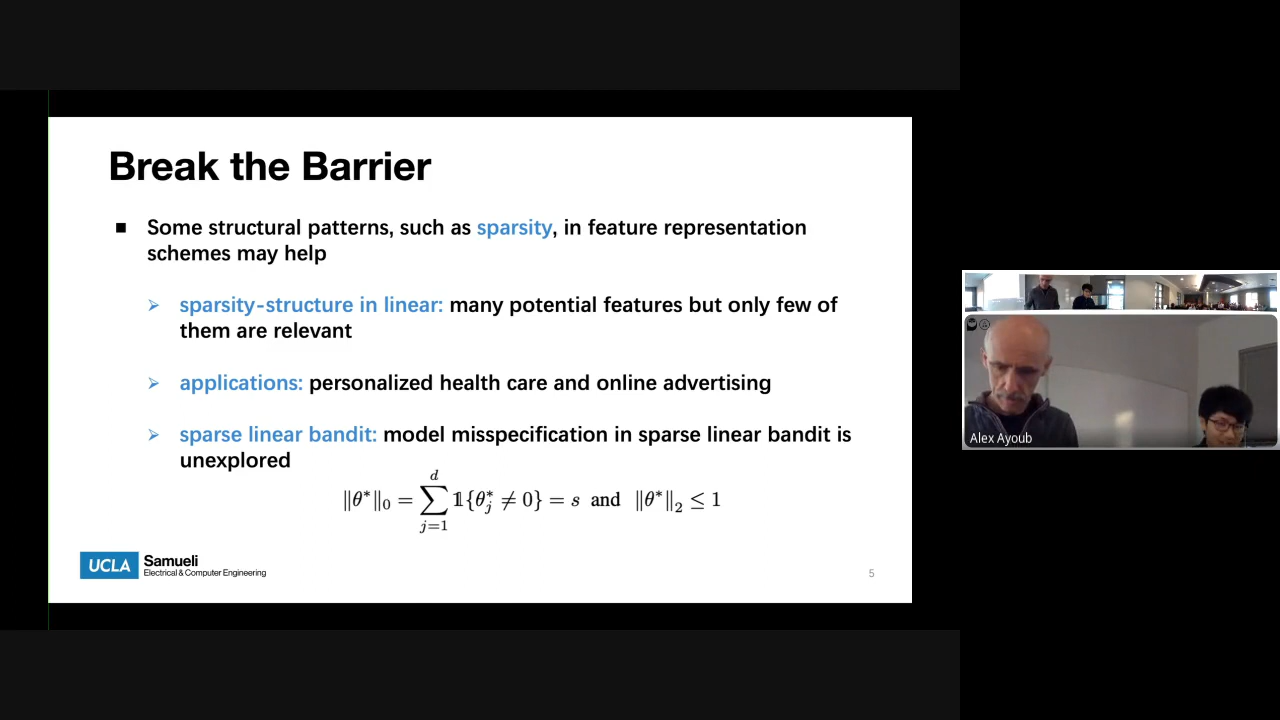 Break the Barrier
■ Some structural patterns, such as sparsity, in feature representation
schemes may help
➢ sparsity-structure in linear: many potential features but only few of
them are relevant
➢ applications: personalized health care and online advertising
➢ sparse linear bandit: model misspecification in sparse linear bandit is
unexplored
‖θ*‖₀ = ∑_{j=1}^{d} 𝟙{θ*_j ≠ 0} = s and ‖θ*‖₂ ≤ 1
UCLA Samueli
Electrical & Computer Engineering
5
Alex Ayoub